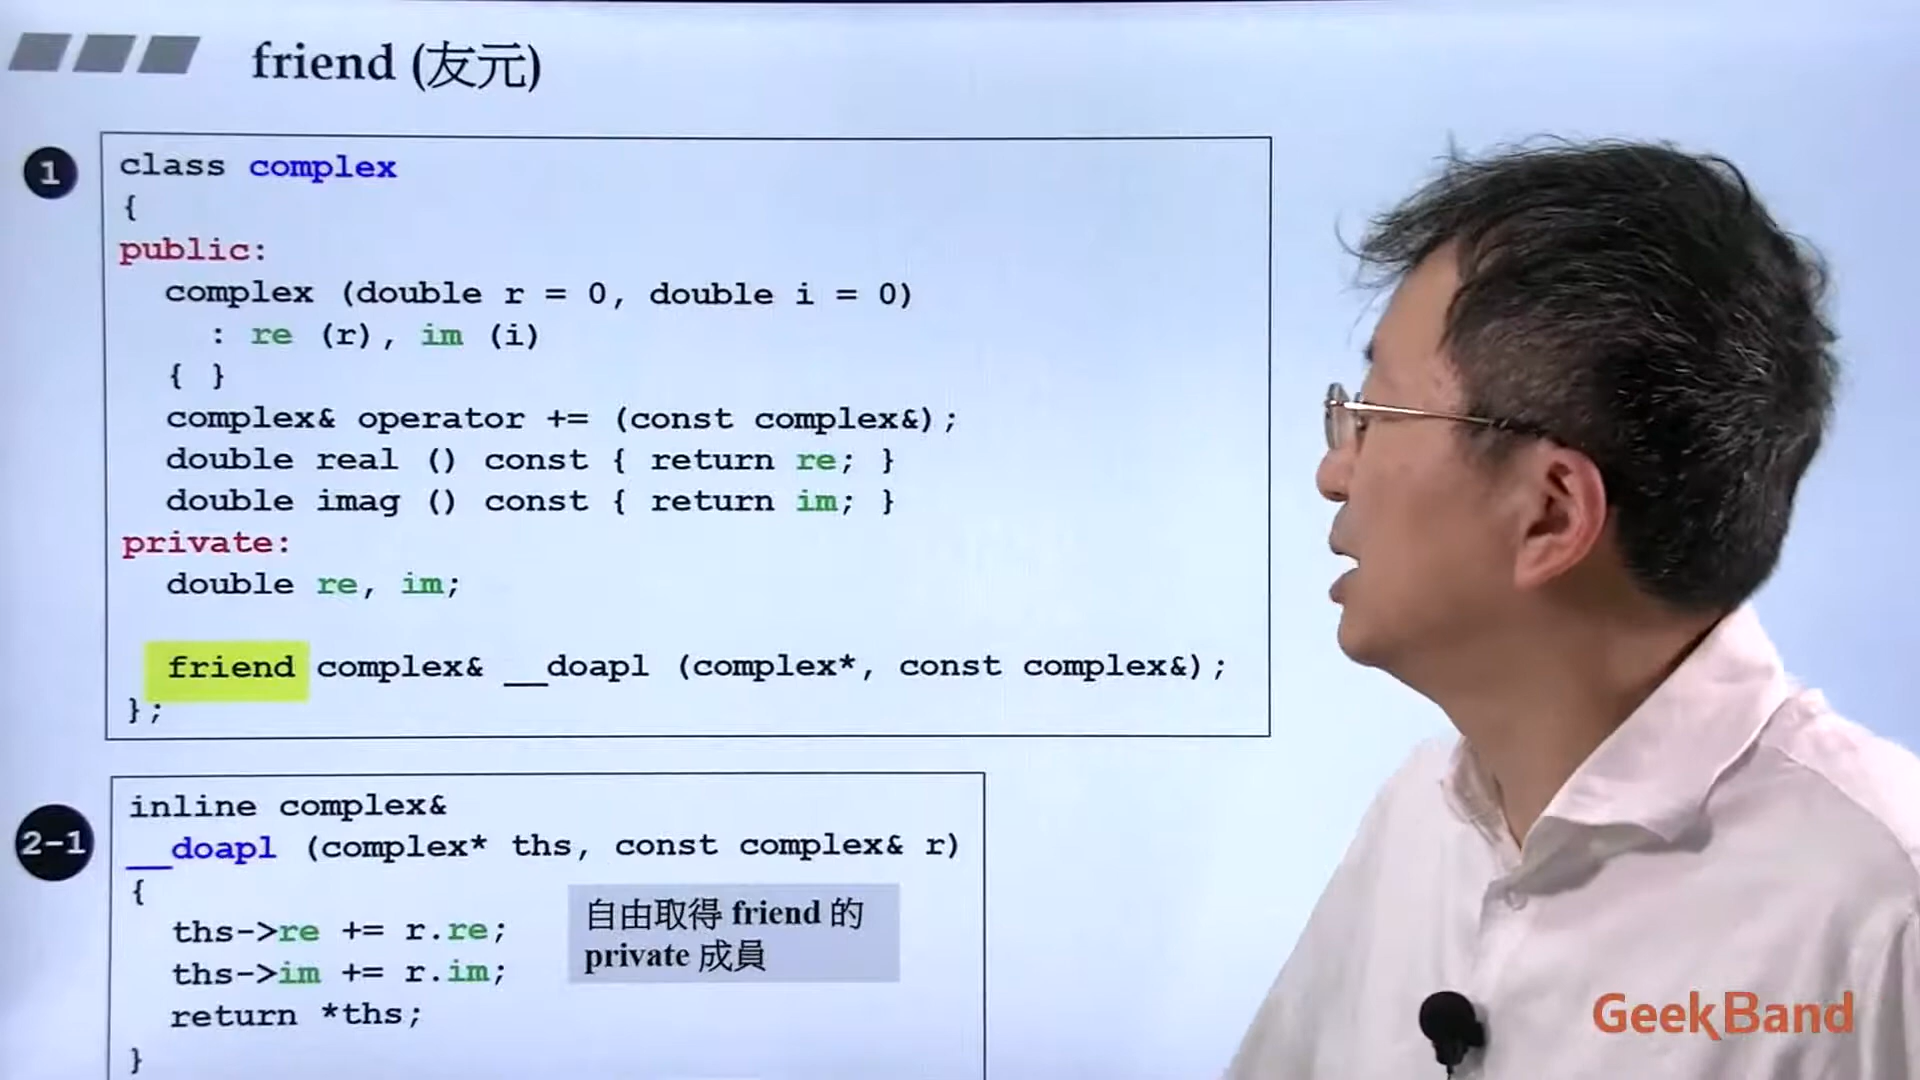 friend (友元)
1
class complex
{
public:
complex (double r = 0, double i = 0)
: re (r), im (i)
{ }
complex& operator += (const complex&);
double real () const { return re; }
double imag () const { return im; }
private:
double re, im;
friend complex& __doapl (complex*, const complex&);
};
2-1
inline complex&
__doapl (complex* ths, const complex& r)
{
ths->re += r.re;
ths->im += r.im;
return *ths;
}
自由取得 friend 的
private 成員
GeekBand